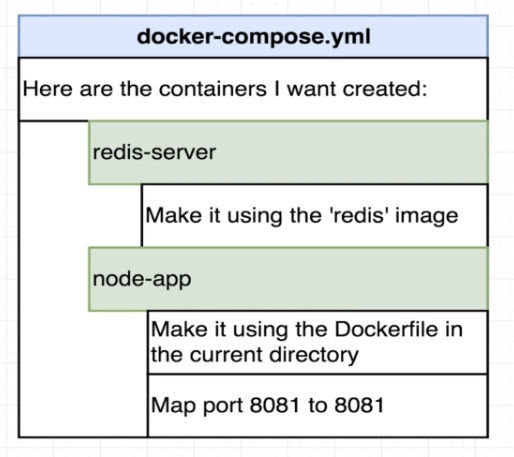 docker-compose.yml
Here are the containers I want created:
redis-server
Make it using the 'redis' image
node-app
Make it using the Dockerfile in
the current directory
Map port 8081 to 8081